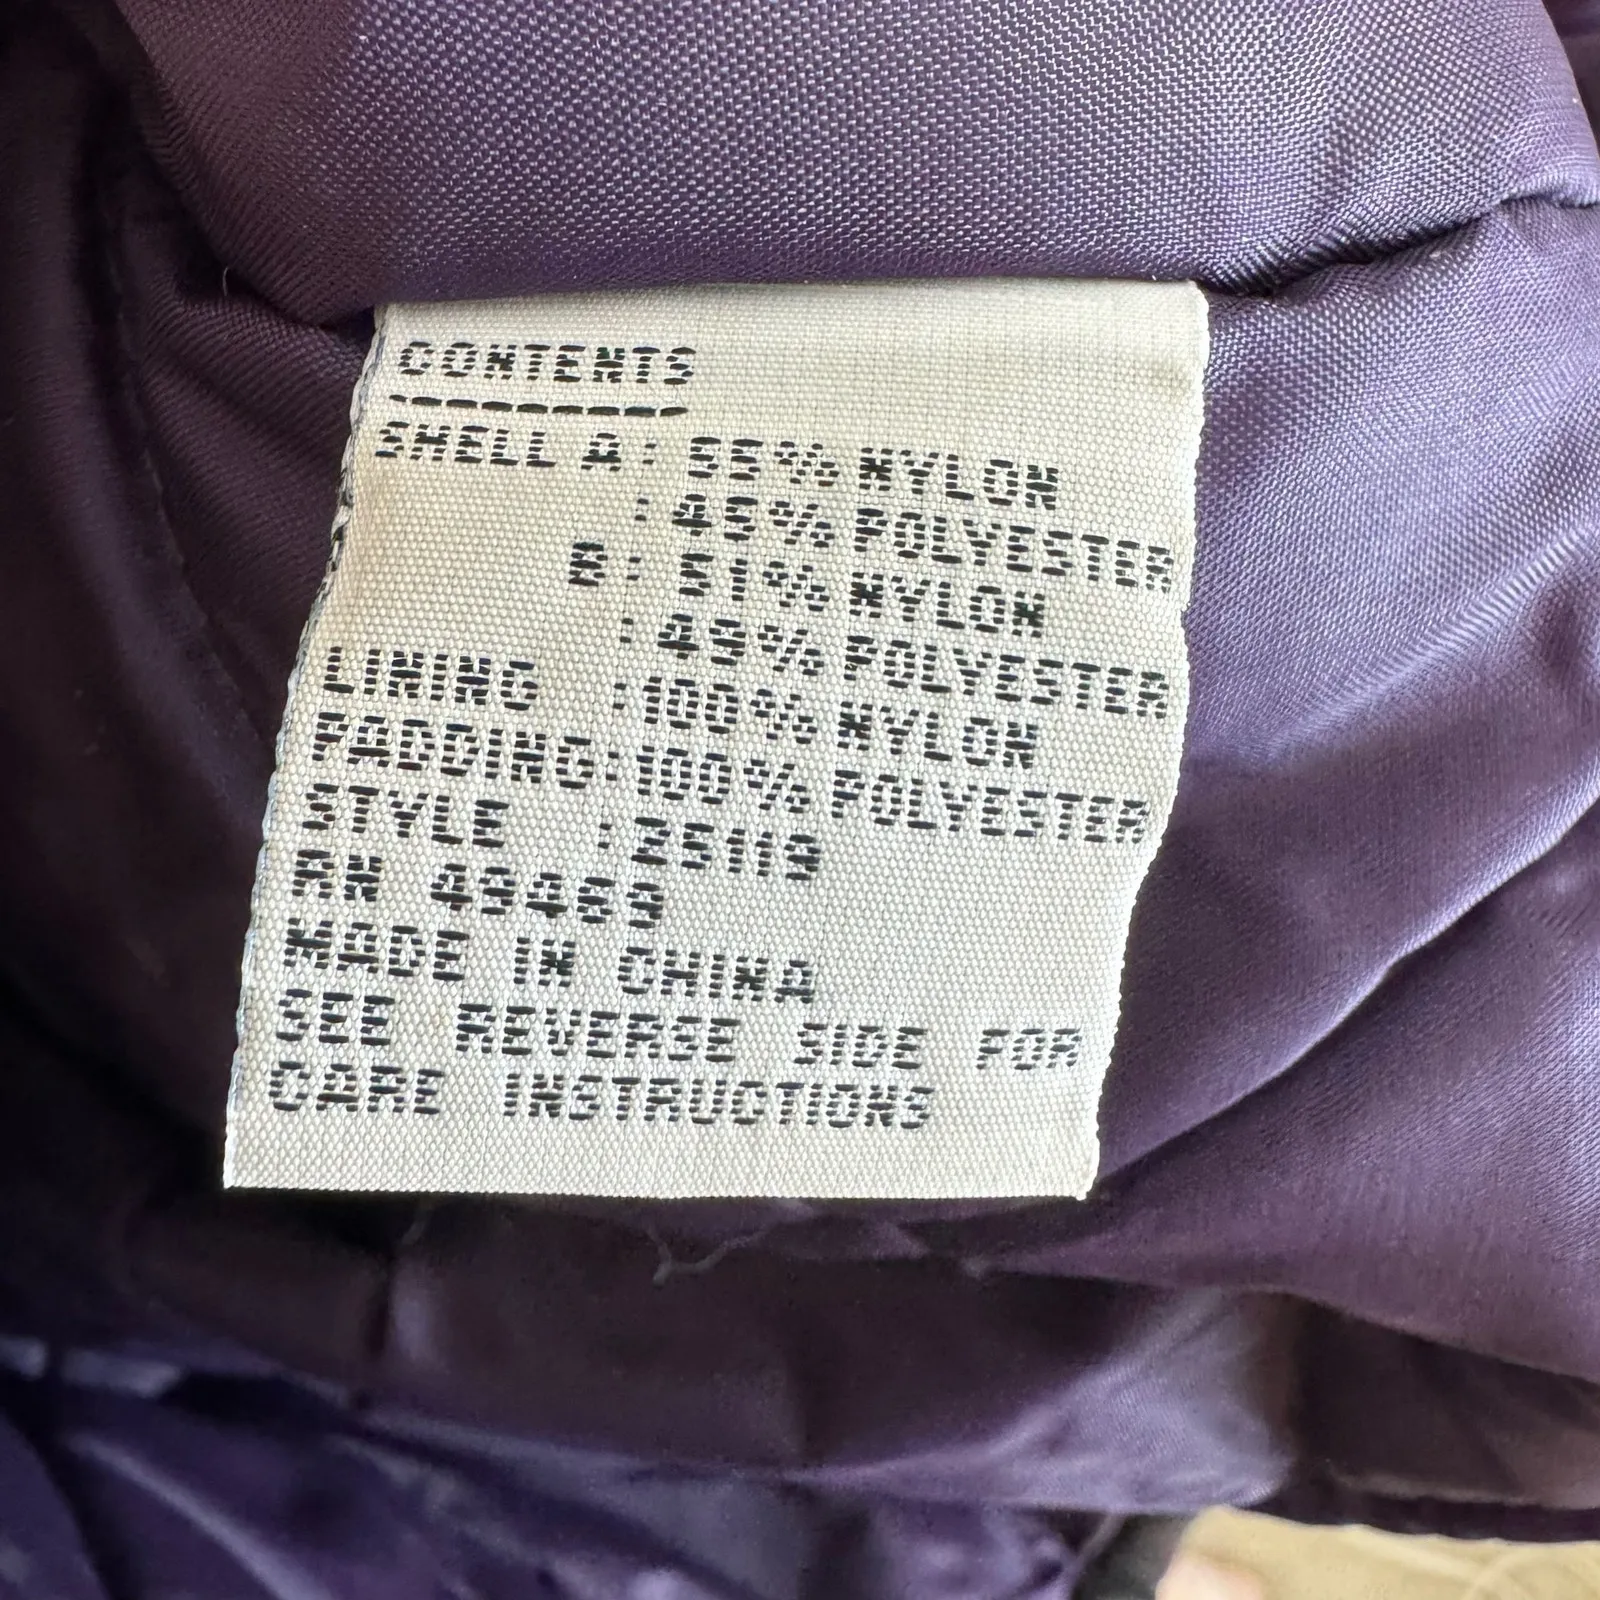 CONTENTS
SHELL A: 55% NYLON
: 45% POLYESTER
B: 51% NYLON
: 49% POLYESTER
LINING :100% NYLON
PADDING:100% POLYESTER
STYLE :25119
RN 49469
MADE IN CHINA
SEE REVERSE SIDE FOR
CARE INSTRUCTIONS